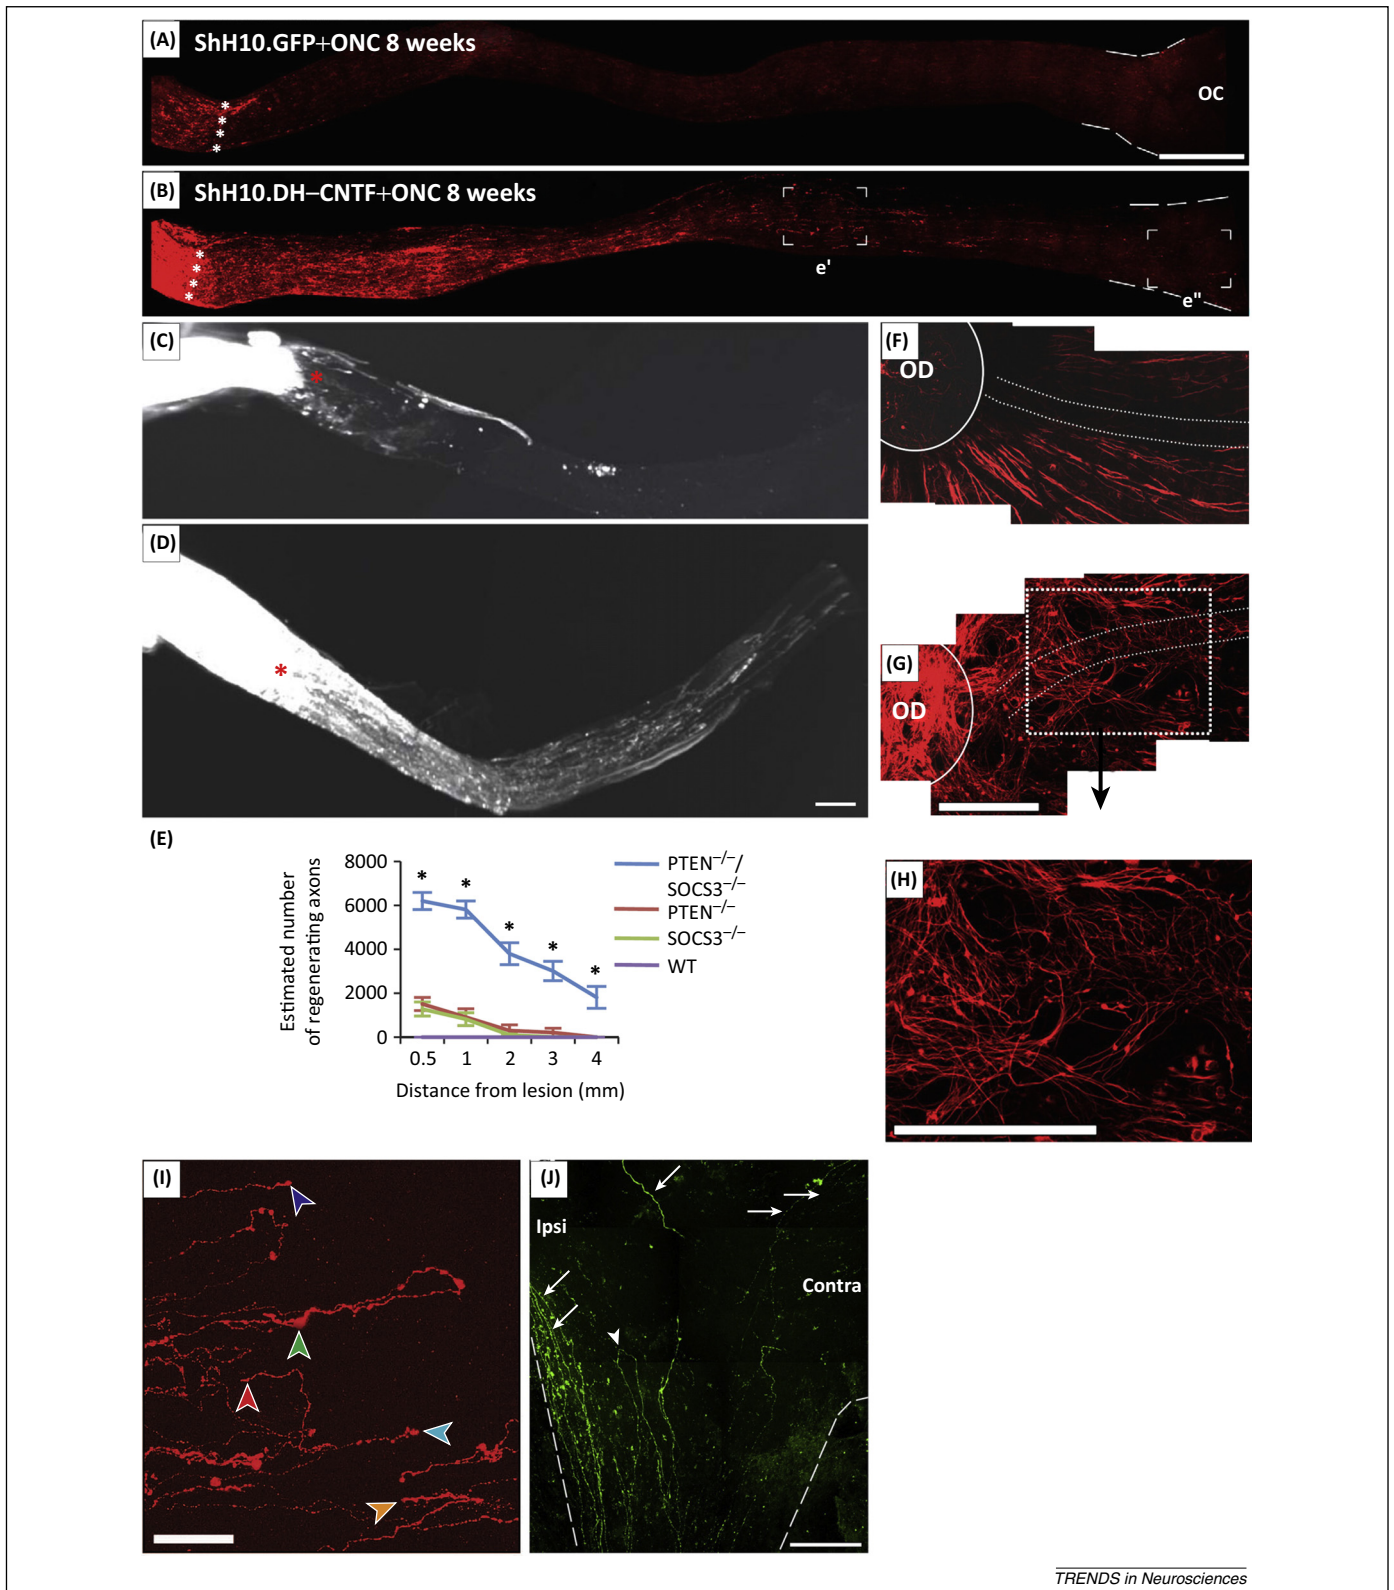 (A) ShH10.GFP+ONC 8 weeks
OC
(B) ShH10.DH–CNTF+ONC 8 weeks
e'
e"
(C)
(F)
OD
(D)
(G)
OD
(E)
Estimated number
of regenerating axons
8000
6000
4000
2000
0
0.5 1 2 3 4
Distance from lesion (mm)
PTEN–/–/
SOCS3–/–
PTEN–/–
SOCS3–/–
WT
(H)
(I)
(J)
Ipsi
Contra
TRENDS in Neurosciences